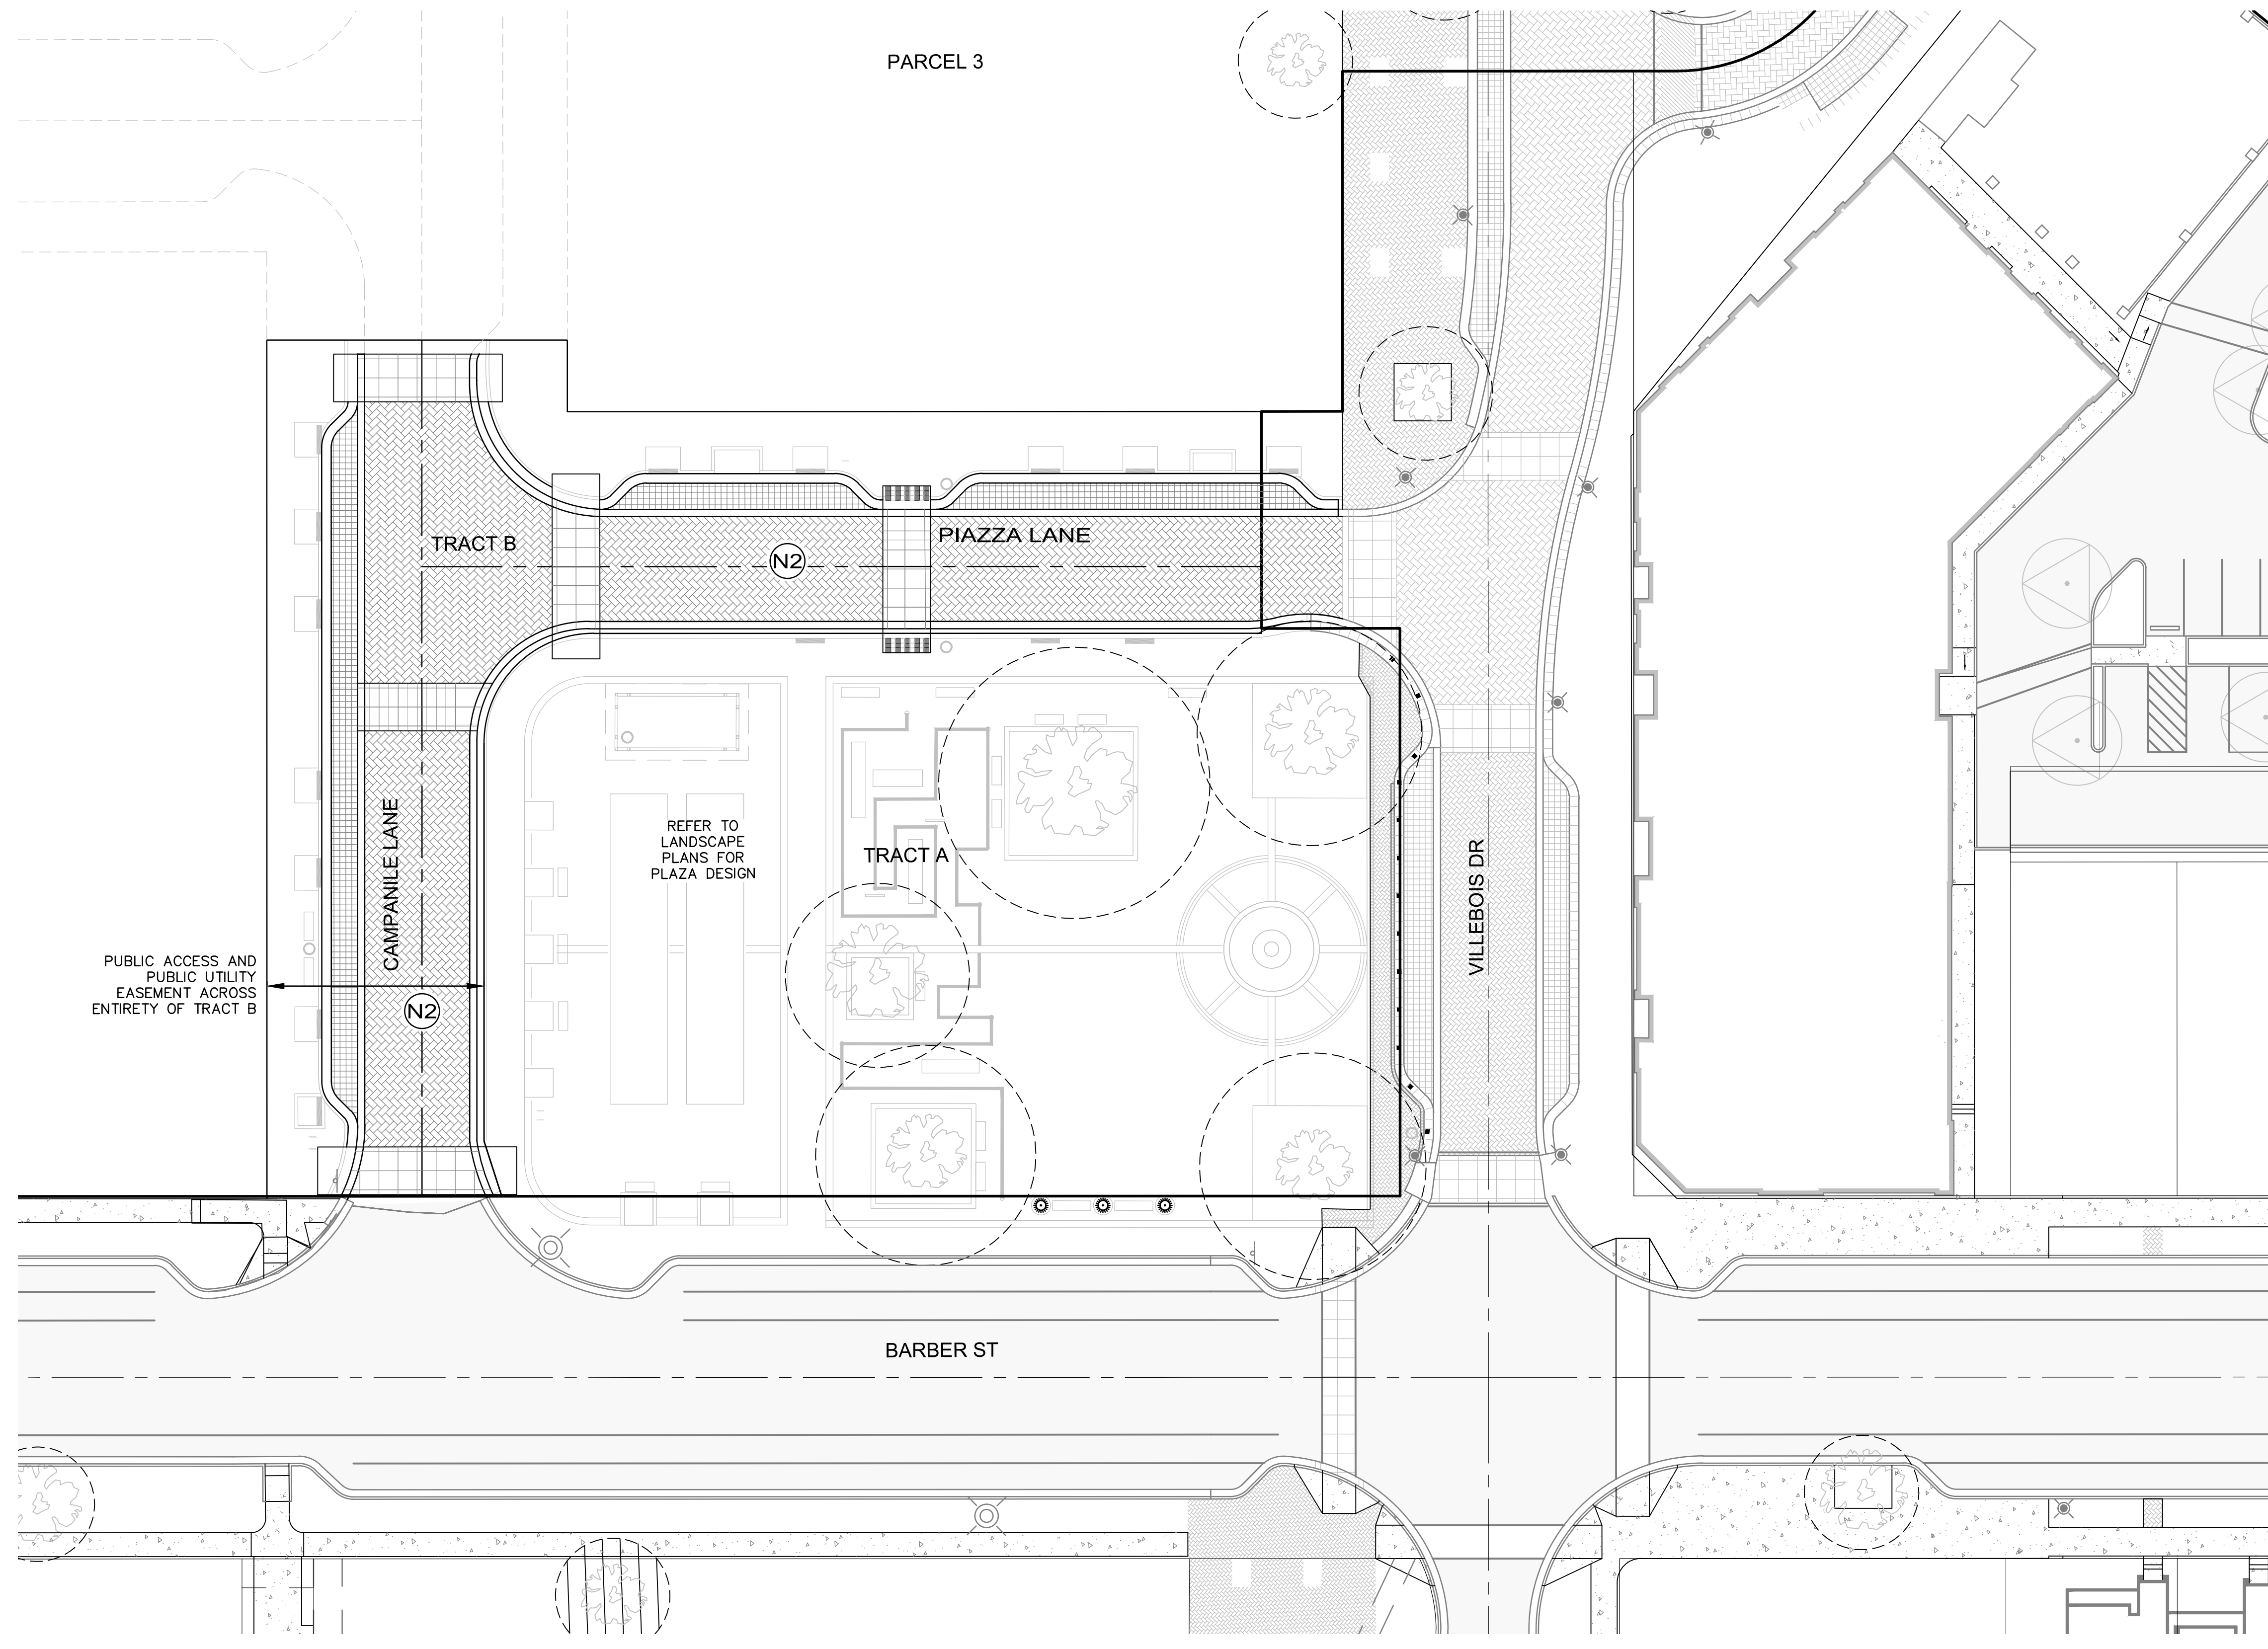 PARCEL 3
TRACT B
PIAZZA LANE
N2
REFER TO
LANDSCAPE
PLANS FOR
PLAZA DESIGN
TRACT A
CAMPANILE LANE
VILLEBOIS DR
PUBLIC ACCESS AND
PUBLIC UTILITY
EASEMENT ACROSS
ENTIRETY OF TRACT B
N2
BARBER ST